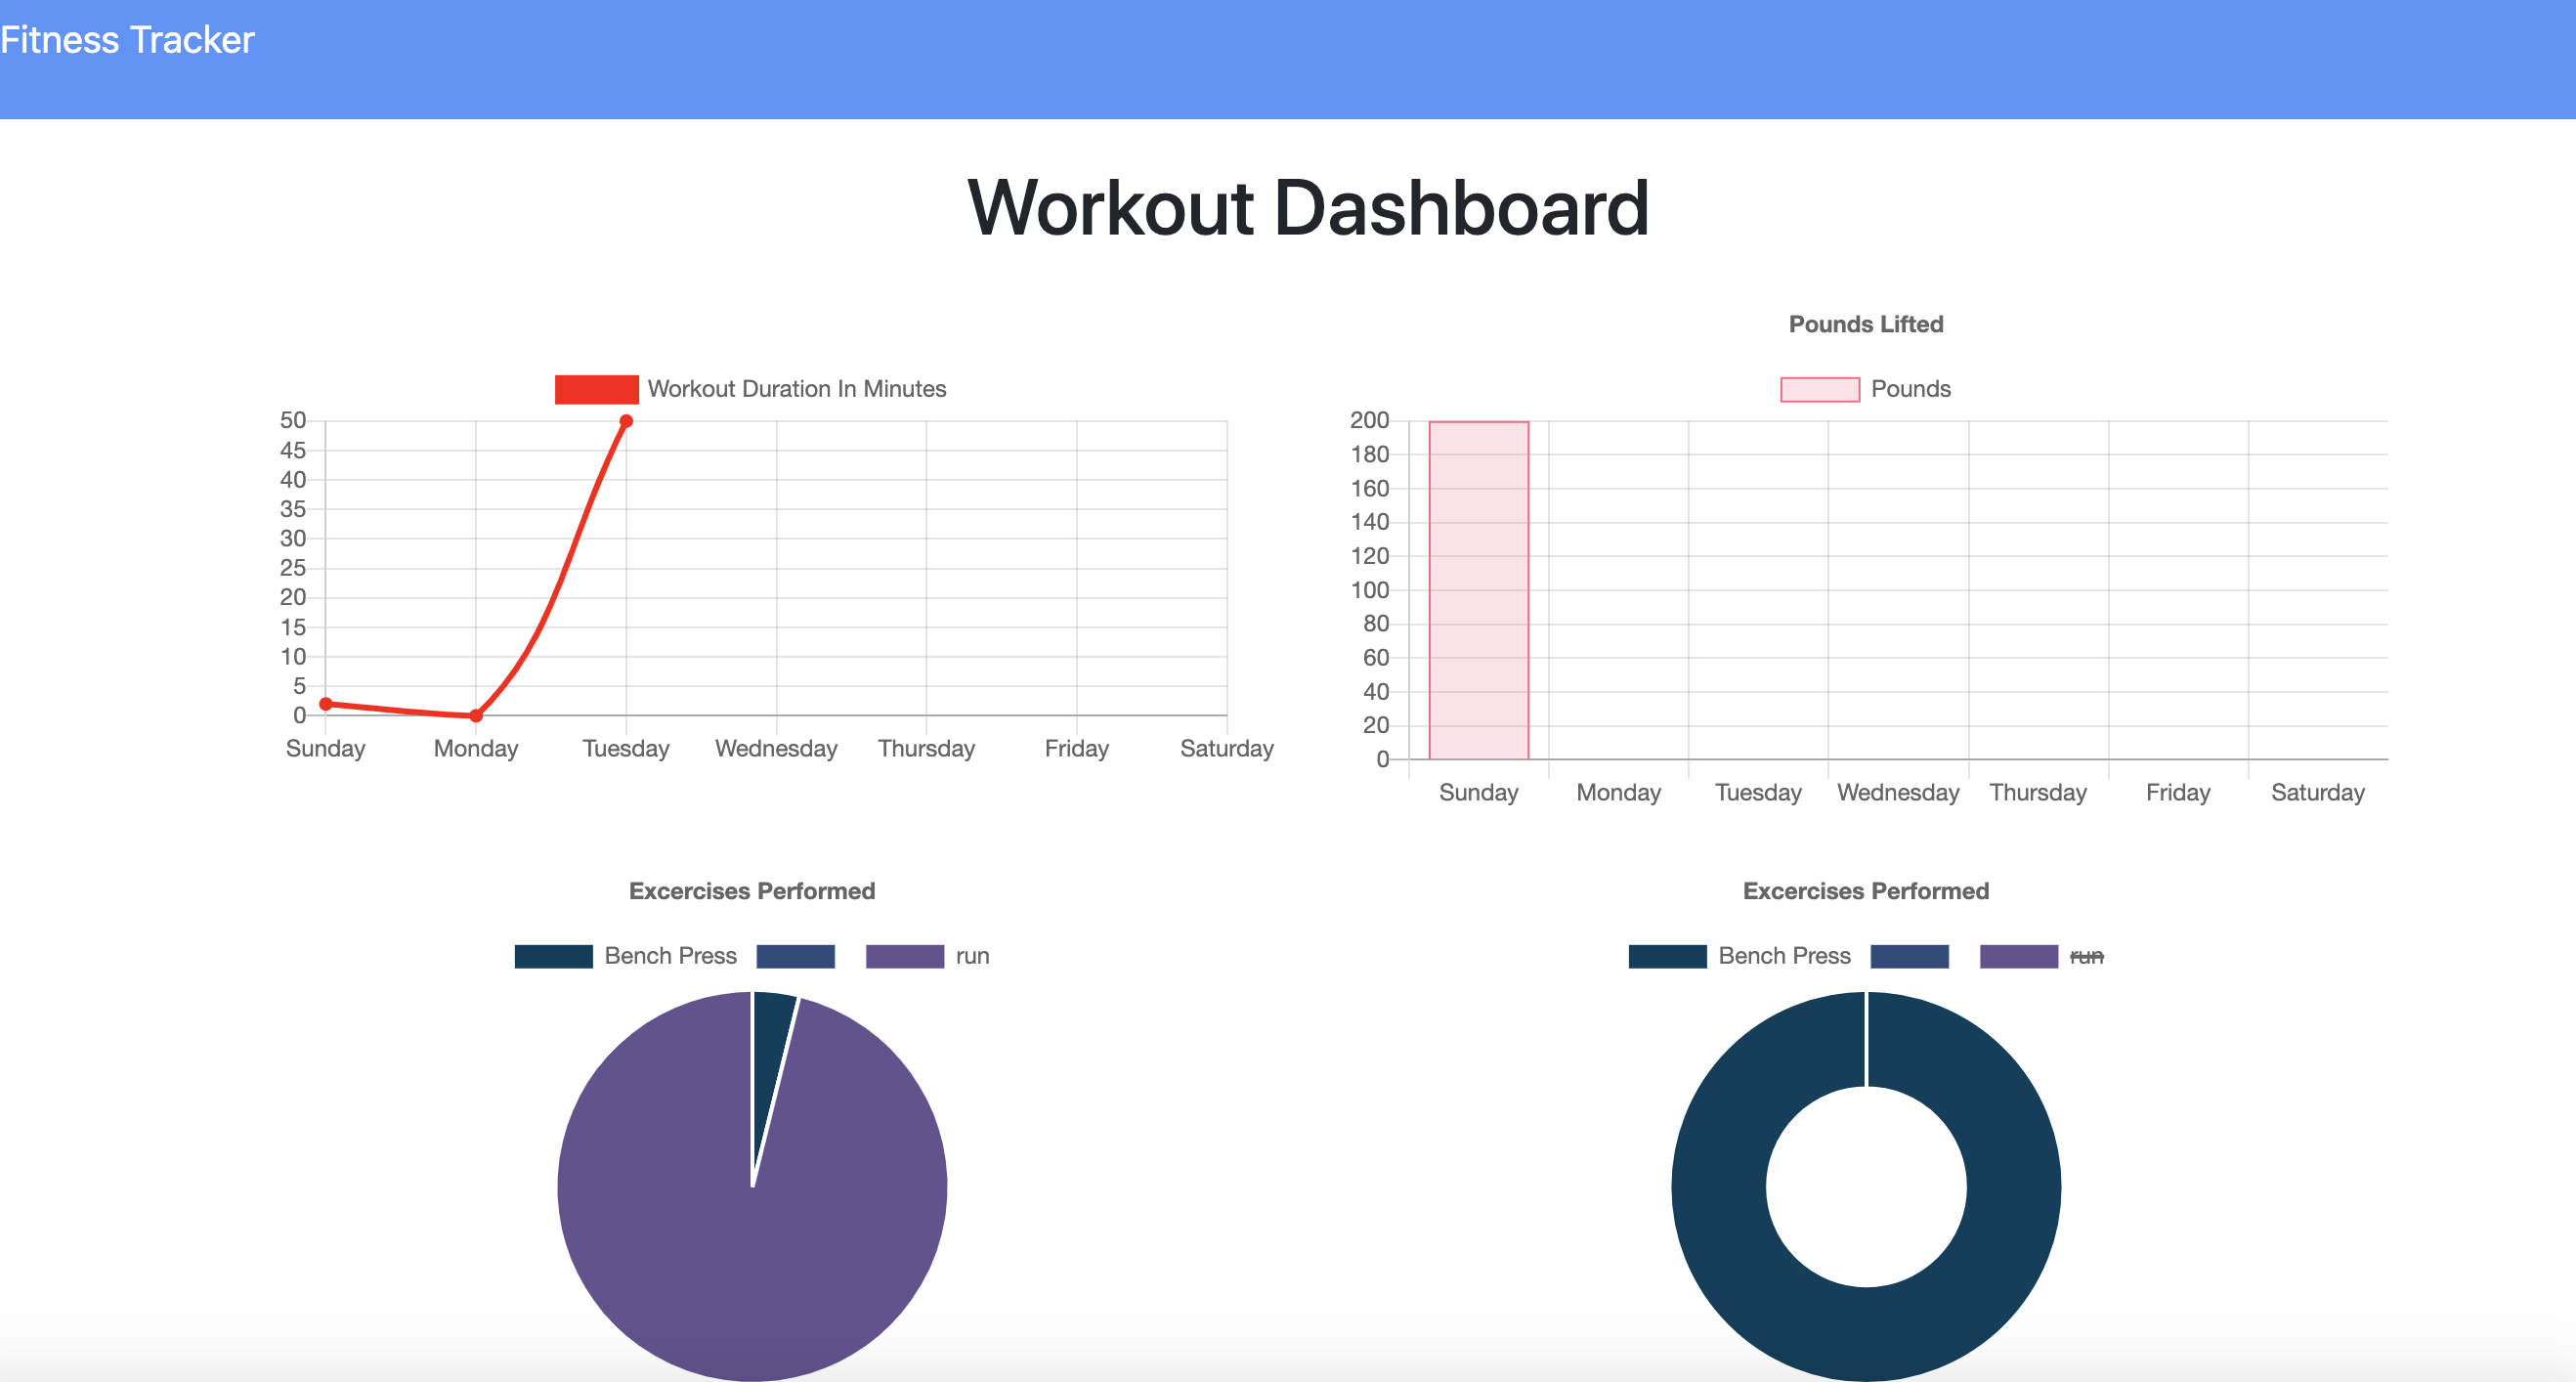 Fitness Tracker
Workout Dashboard
Workout Duration In Minutes
50
45
40
35
30
25
20
15
10
5
0
Sunday Monday Tuesday Wednesday Thursday Friday Saturday
Pounds Lifted
Pounds
200
180
160
140
120
100
80
60
40
20
0
Sunday Monday Tuesday Wednesday Thursday Friday Saturday
Excercises Performed
Bench Press run
Excercises Performed
Bench Press run